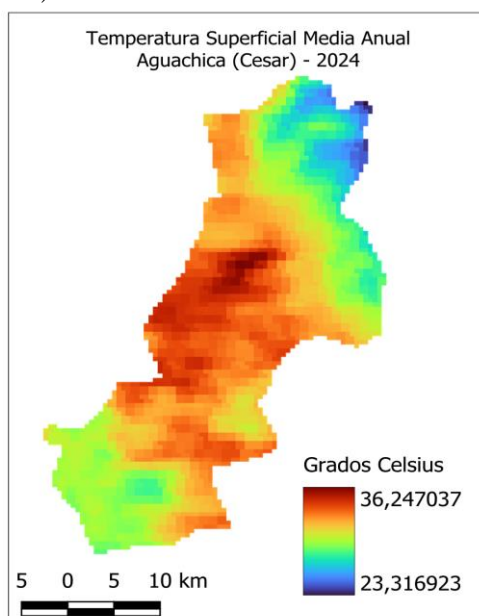 Temperatura Superficial Media Anual
Aguachica (Cesar) - 2024
Grados Celsius
36,247037
23,316923
5 0 5 10 km